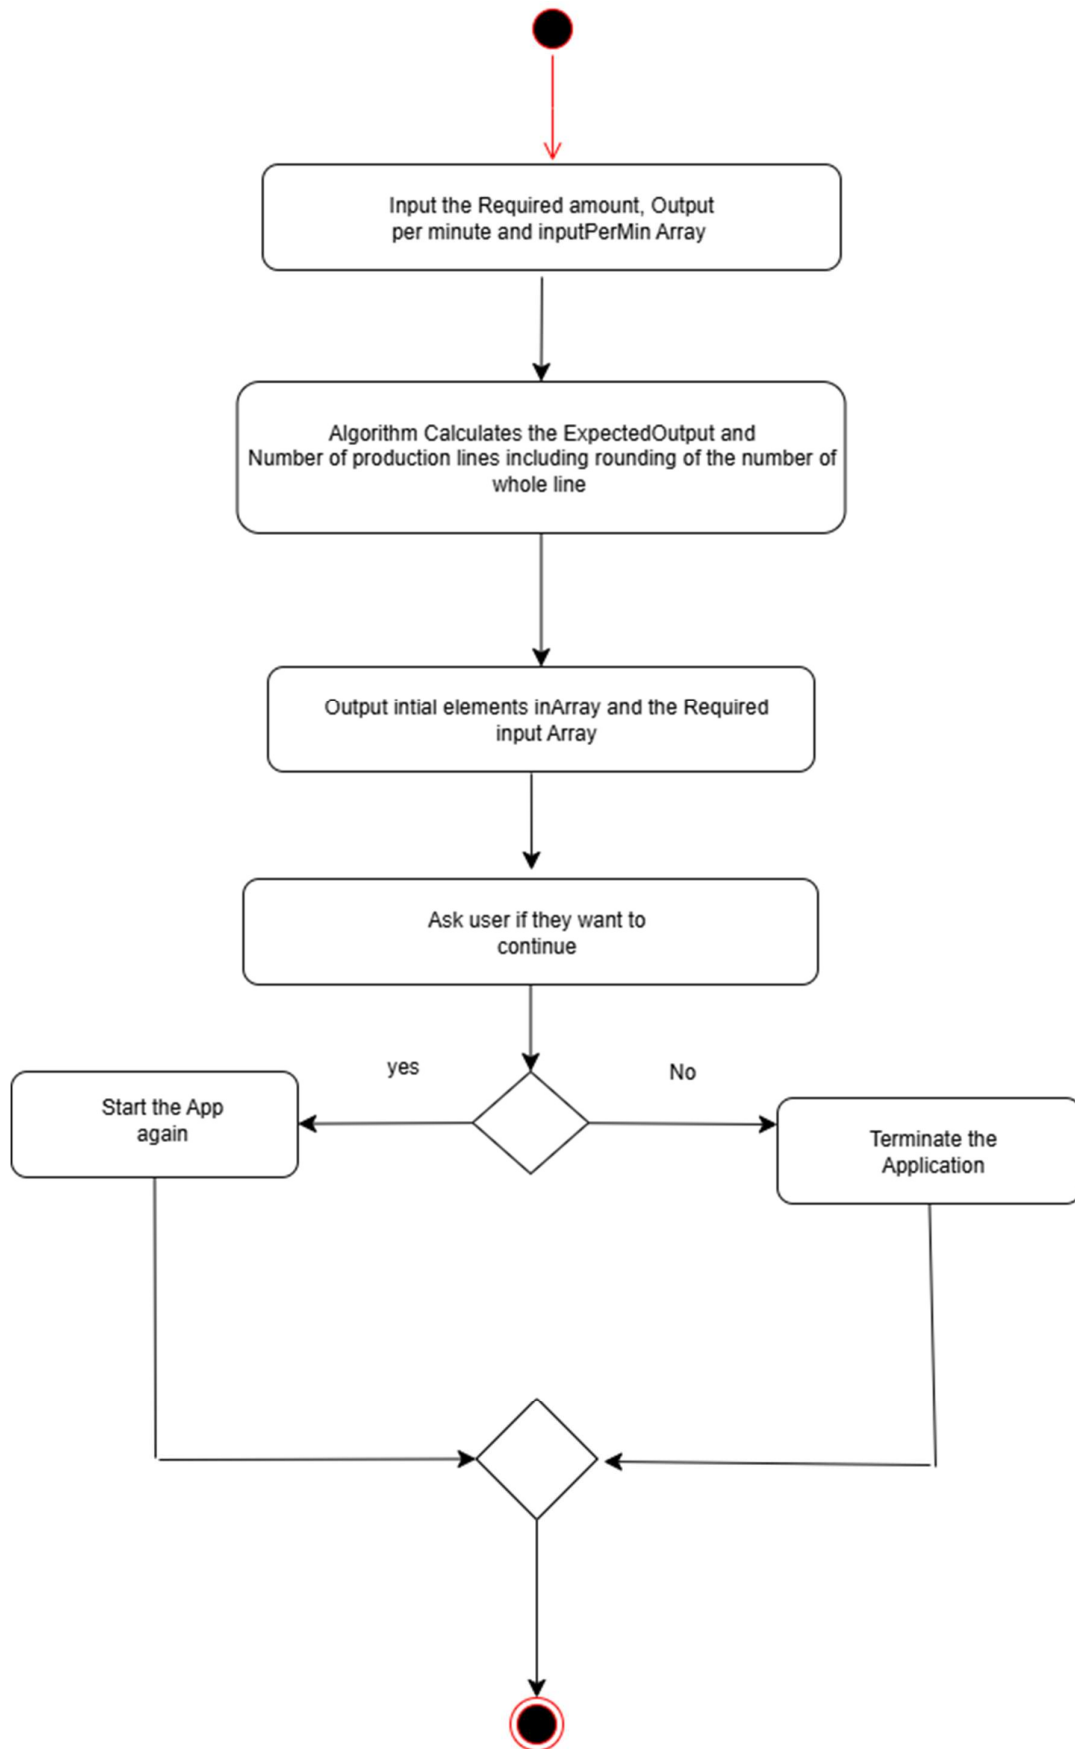 Input the Required amount, Output
per minute and inputPerMin Array
Algorithm Calculates the ExpectedOutput and
Number of production lines including rounding of the number of
whole line
Output intial elements inArray and the Required
input Array
Ask user if they want to
continue
yes
No
Start the App
again
Terminate the
Application